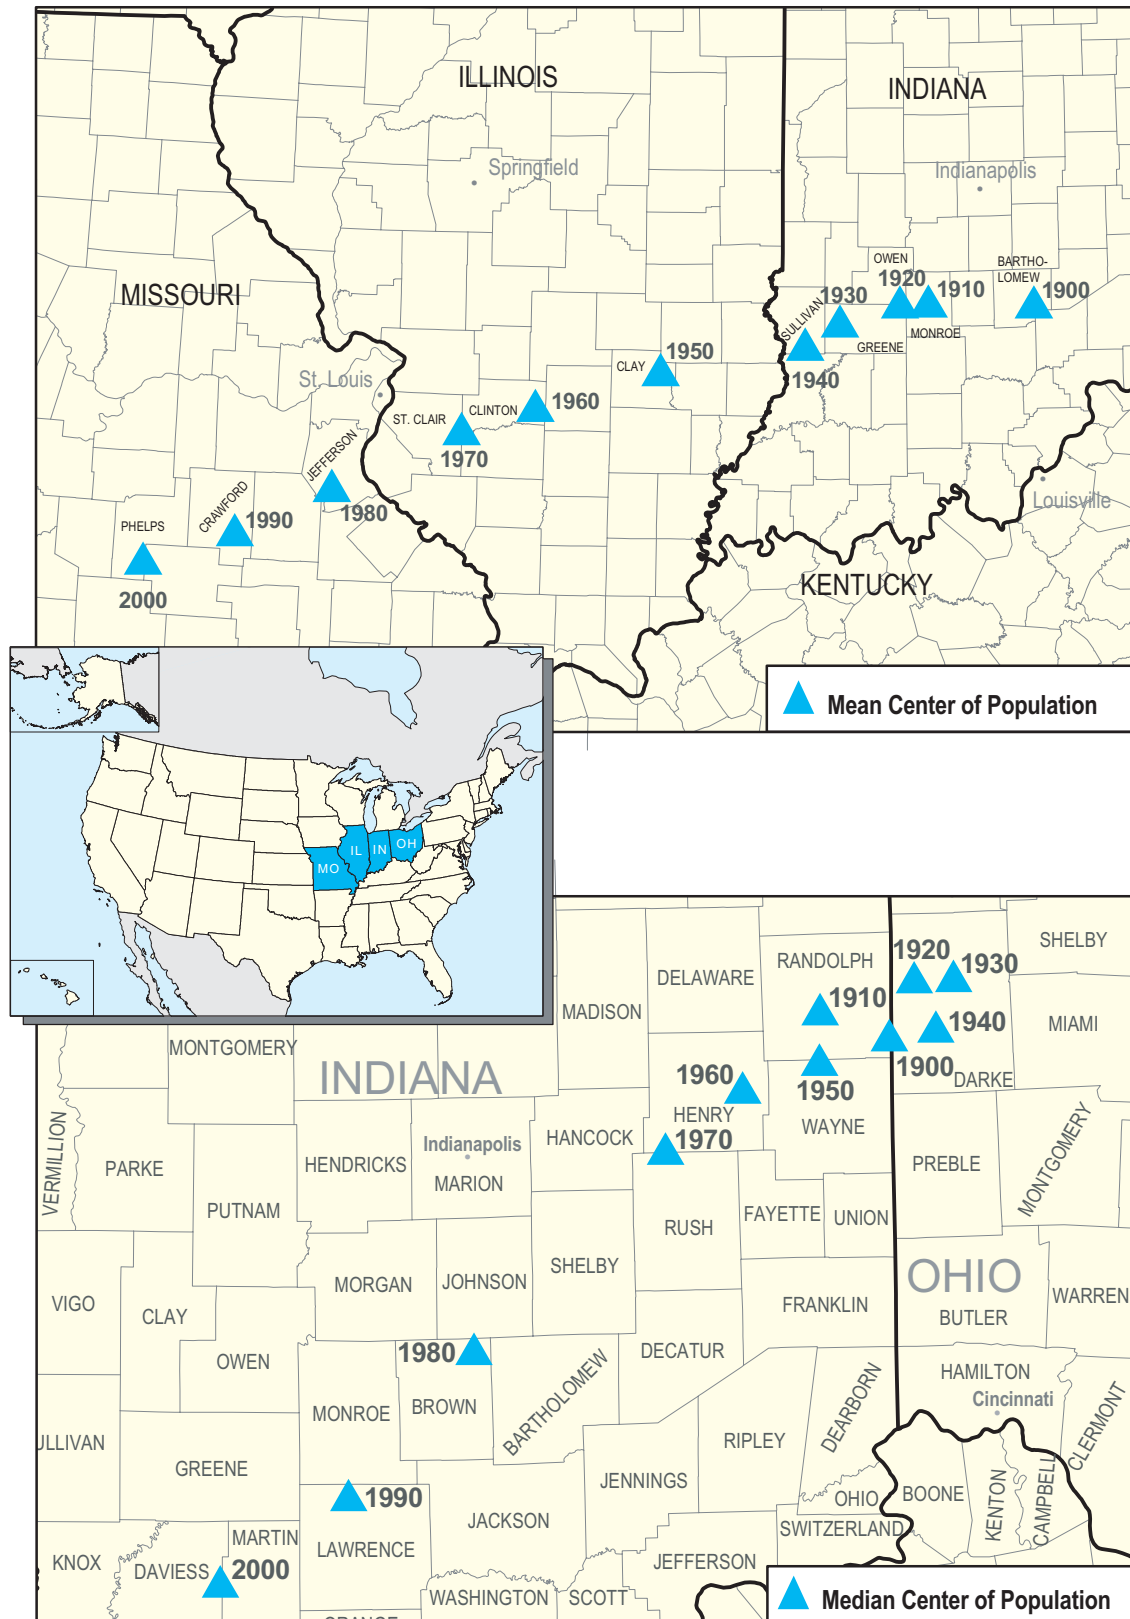 ILLINOIS
INDIANA
Springfield
Indianapolis
OWEN
BARTHO-
LOMEW
1920
1930
1910
1900
MISSOURI
SULLIVAN
MONROE
GREENE
1940
1950
CLAY
St. Louis
1960
CLINTON
ST. CLAIR
1970
JEFFERSON
Louisville
CRAWFORD
1980
1990
PHELPS
KENTUCKY
2000
Mean Center of Population
MO
IL
IN
OH
SHELBY
RANDOLPH
1920
1930
DELAWARE
1910
MADISON
1940
MIAMI
MONTGOMERY
1900
INDIANA
1960
1950
DARKE
HENRY
WAYNE
VERMILLION
Indianapolis
HANCOCK
1970
MONTGOMERY
PARKE
HENDRICKS
MARION
PREBLE
PUTNAM
RUSH
FAYETTE
UNION
SHELBY
MORGAN
JOHNSON
OHIO
VIGO
CLAY
FRANKLIN
WARREN
BUTLER
1980
DECATUR
OWEN
HAMILTON
BROWN
BARTHOLOMEW
DEARBORN
Cincinnati
MONROE
CLERMONT
ULLIVAN
RIPLEY
GREENE
JENNINGS
1990
OHIO
BOONE
KENTON
CAMPBELL
JACKSON
SWITZERLAND
MARTIN
LAWRENCE
KNOX
DAVIESS
2000
JEFFERSON
WASHINGTON
SCOTT
Median Center of Population